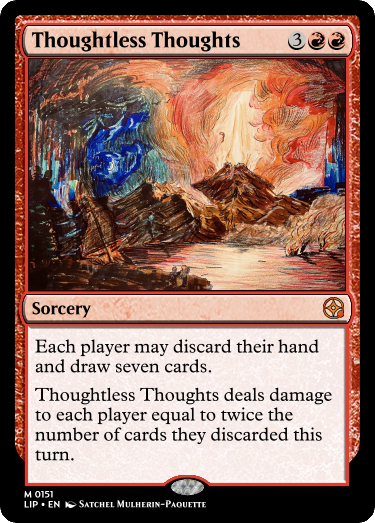 Thoughtless Thoughts 3
Sorcery
Each player may discard their hand
and draw seven cards.
Thoughtless Thoughts deals damage
to each player equal to twice the
number of cards they discarded this
turn.
M 0151
LIP • EN Satchel Mulherin-Paquette